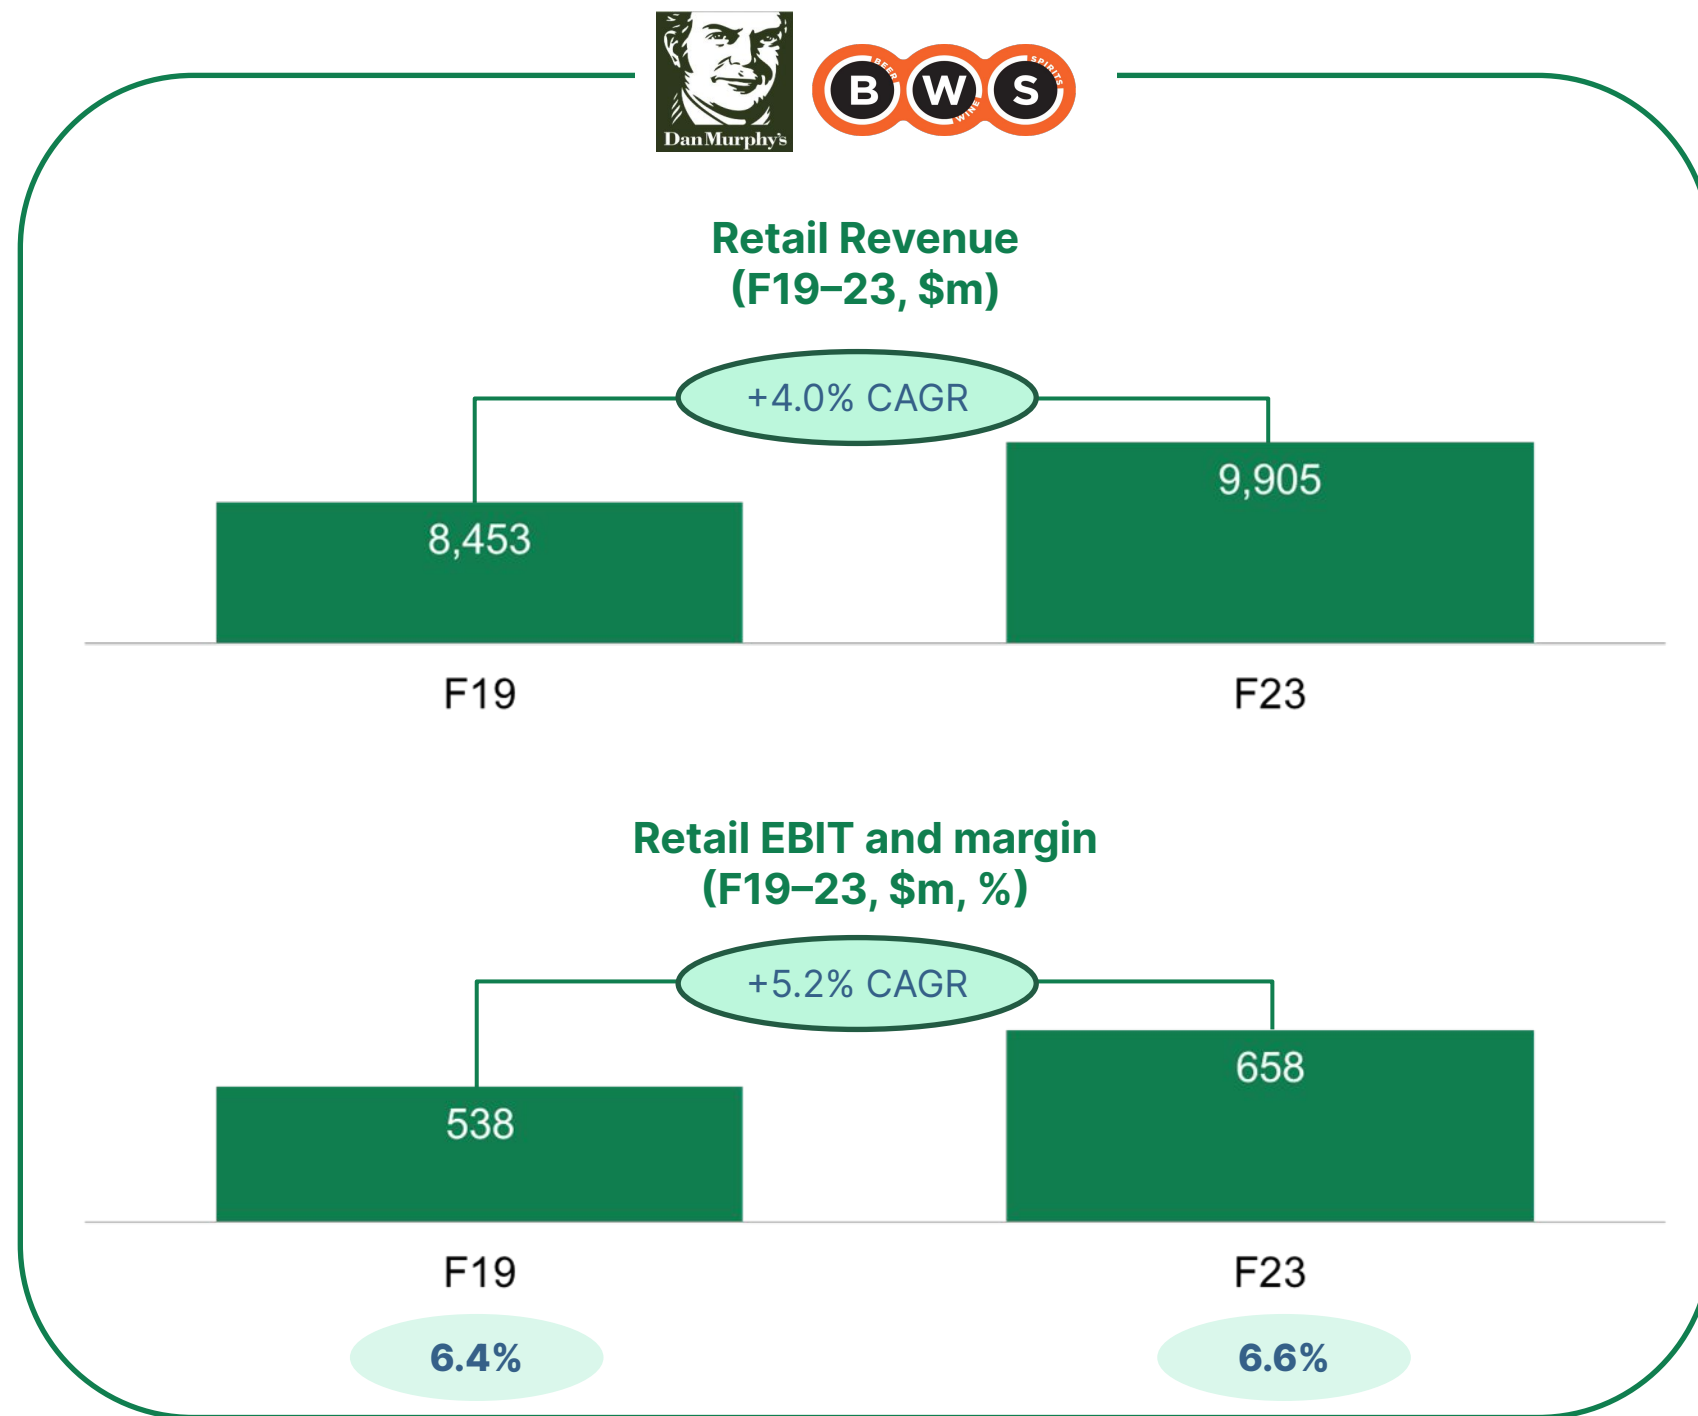 Dan Murphy's
BEER
SPIRITS
B W S
WINE
Retail Revenue
(F19–23, $m)
+4.0% CAGR
8,453
9,905
F19
F23
Retail EBIT and margin
(F19–23, $m, %)
+5.2% CAGR
538
658
F19
F23
6.4%
6.6%